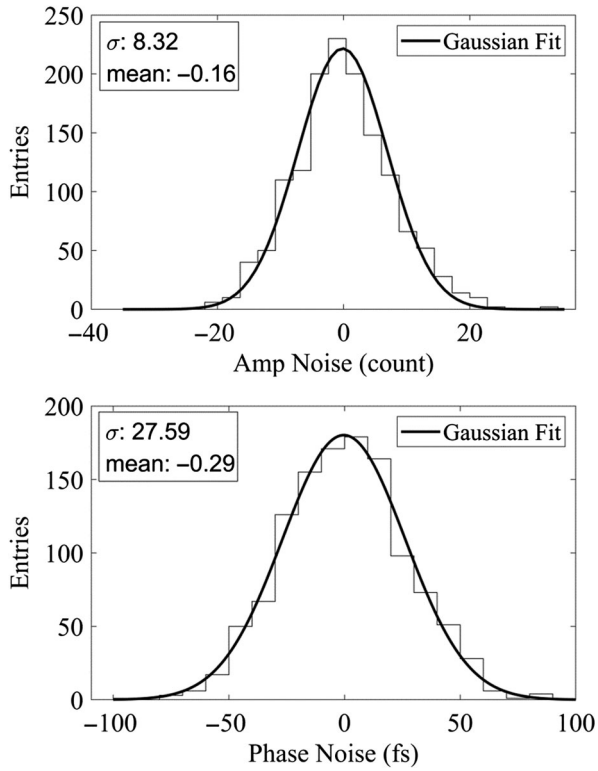 250
200
150
100
50
0
Entries
σ: 8.32
mean: −0.16
Gaussian Fit
−40 −20 0 20
Amp Noise (count)
200
150
100
50
0
Entries
σ: 27.59
mean: −0.29
Gaussian Fit
−100 −50 0 50 100
Phase Noise (fs)